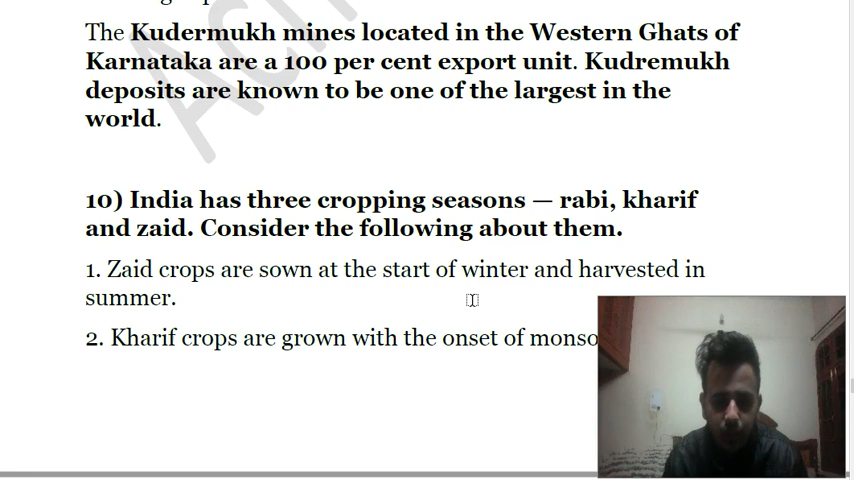 The Kudermukh mines located in the Western Ghats of
Karnataka are a 100 per cent export unit. Kudremukh
deposits are known to be one of the largest in the
world.
10) India has three cropping seasons — rabi, kharif
and zaid. Consider the following about them.
1. Zaid crops are sown at the start of winter and harvested in
summer.
2. Kharif crops are grown with the onset of monso